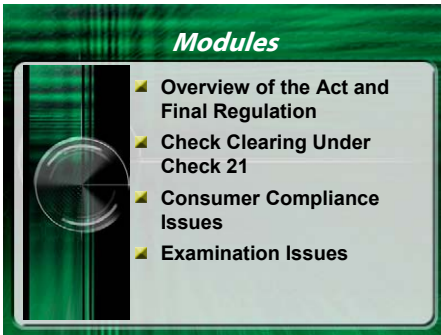 Modules
Overview of the Act and
Final Regulation
Check Clearing Under
Check 21
Consumer Compliance
Issues
Examination Issues